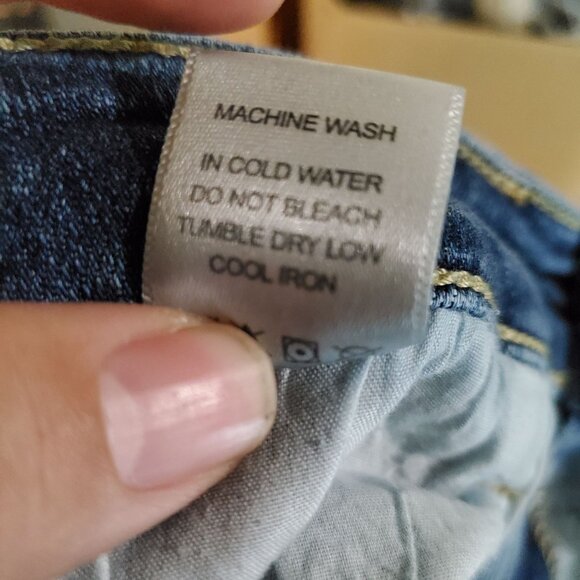 MACHINE WASH
IN COLD WATER
DO NOT BLEACH
TUMBLE DRY LOW
COOL IRON